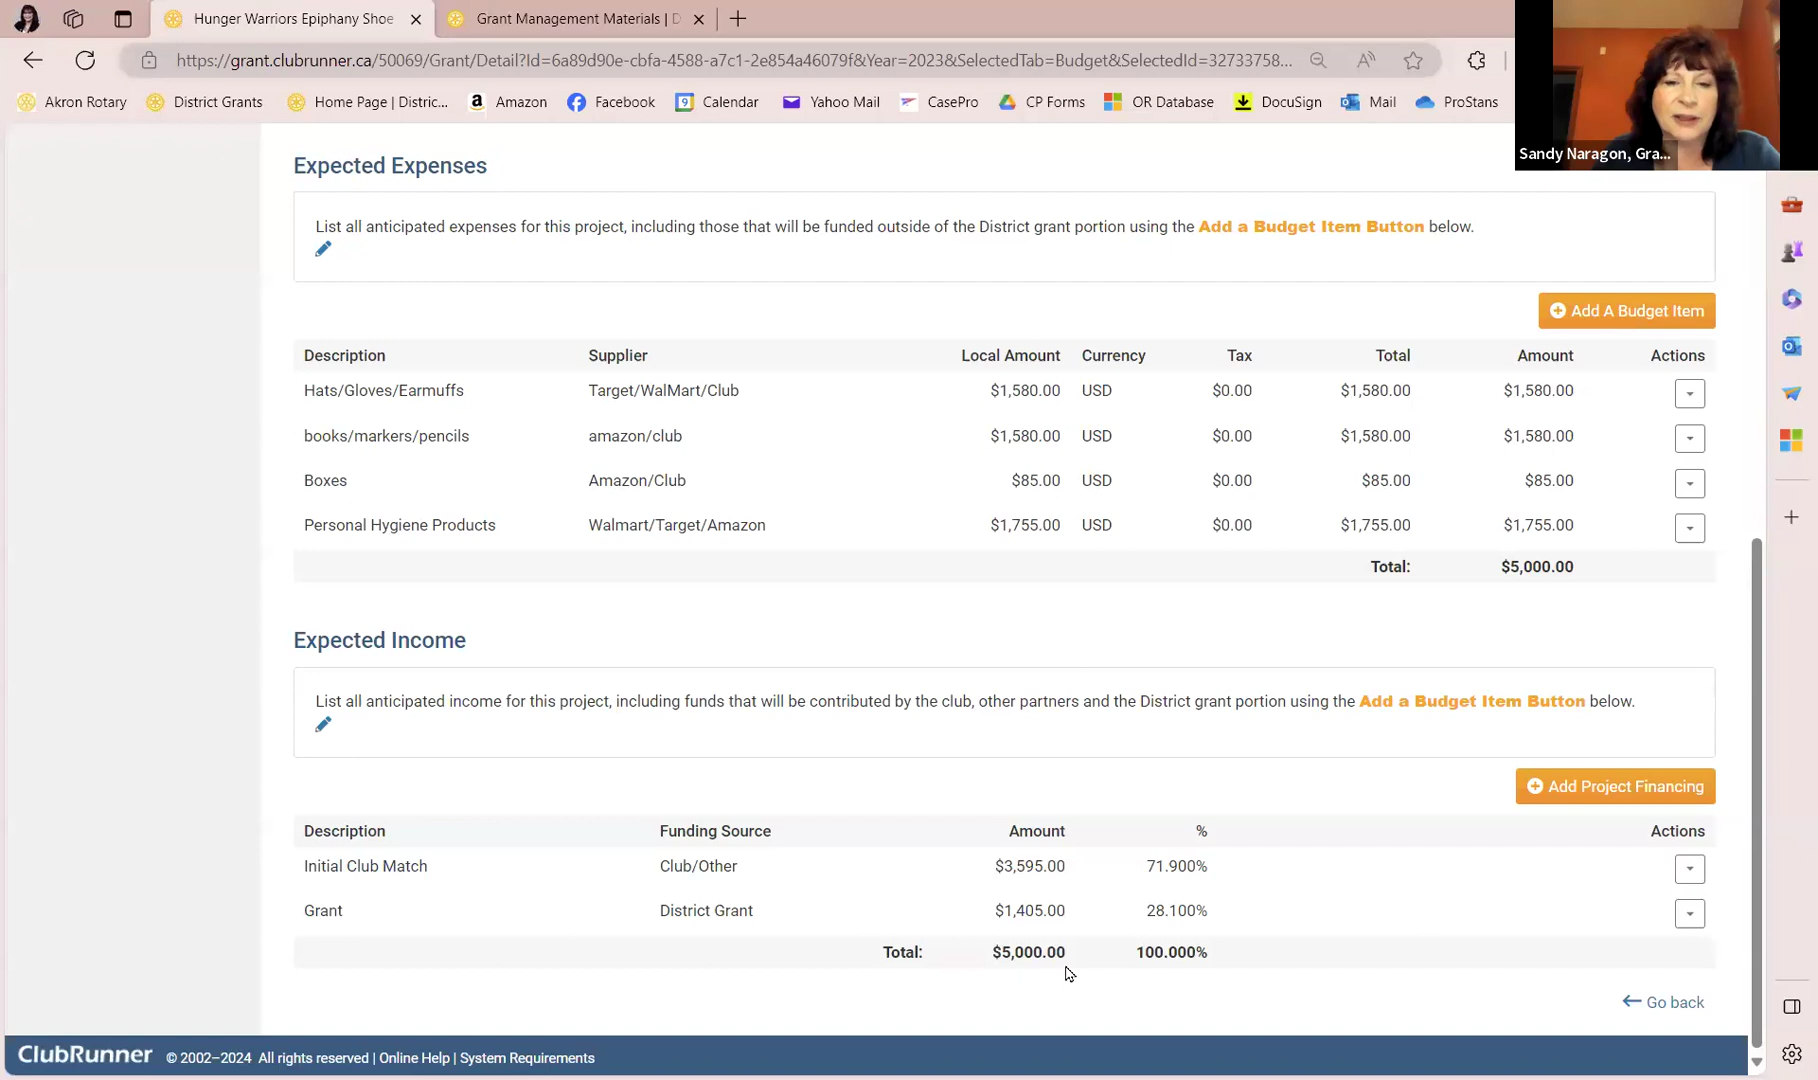 Hunger Warriors Epiphany Shoe
Grant Management Materials | D
https://grant.clubrunner.ca/50069/Grant/Detail?Id=6a89d90e-cbfa-4588-a7c1-2e854a46079f&Year=2023&SelectedTab=Budget&SelectedId=32733758...
Akron Rotary District Grants Home Page | Distric... Amazon Facebook Calendar Yahoo Mail CasePro CP Forms OR Database DocuSign Mail ProStans
Sandy Naragon, Gra...
Expected Expenses
List all anticipated expenses for this project, including those that will be funded outside of the District grant portion using the Add a Budget Item Button below.
Add A Budget Item
Description Supplier Local Amount Currency Tax Total Amount Actions
Hats/Gloves/Earmuffs Target/WalMart/Club $1,580.00 USD $0.00 $1,580.00 $1,580.00
books/markers/pencils amazon/club $1,580.00 USD $0.00 $1,580.00 $1,580.00
Boxes Amazon/Club $85.00 USD $0.00 $85.00 $85.00
Personal Hygiene Products Walmart/Target/Amazon $1,755.00 USD $0.00 $1,755.00 $1,755.00
Total: $5,000.00
Expected Income
List all anticipated income for this project, including funds that will be contributed by the club, other partners and the District grant portion using the Add a Budget Item Button below.
Add Project Financing
Description Funding Source Amount % Actions
Initial Club Match Club/Other $3,595.00 71.900%
Grant District Grant $1,405.00 28.100%
Total: $5,000.00 100.000%
Go back
ClubRunner © 2002–2024 All rights reserved | Online Help | System Requirements